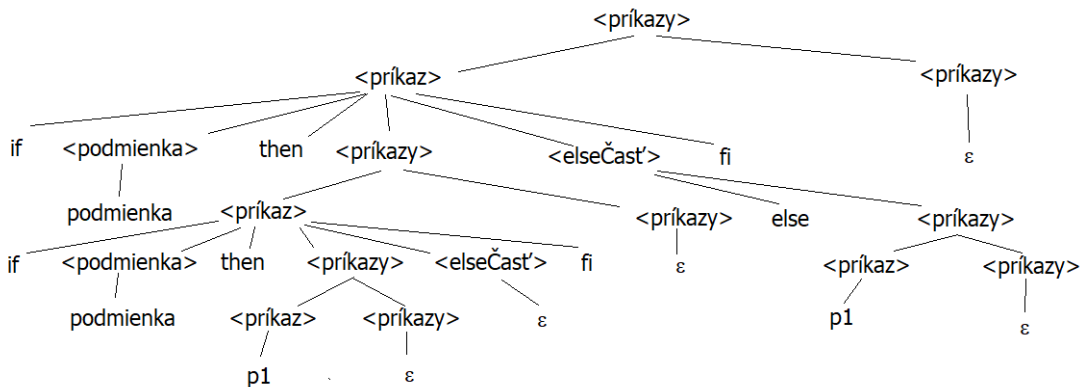 <príkazy>
<príkaz> <príkazy>
if <podmienka> then <príkazy> <elseČasť> fi ε
podmienka <príkaz> <príkazy> else <príkazy>
if <podmienka> then <príkazy> <elseČasť> fi ε <príkaz> <príkazy>
podmienka <príkaz> <príkazy> ε p1 ε
p1 ε